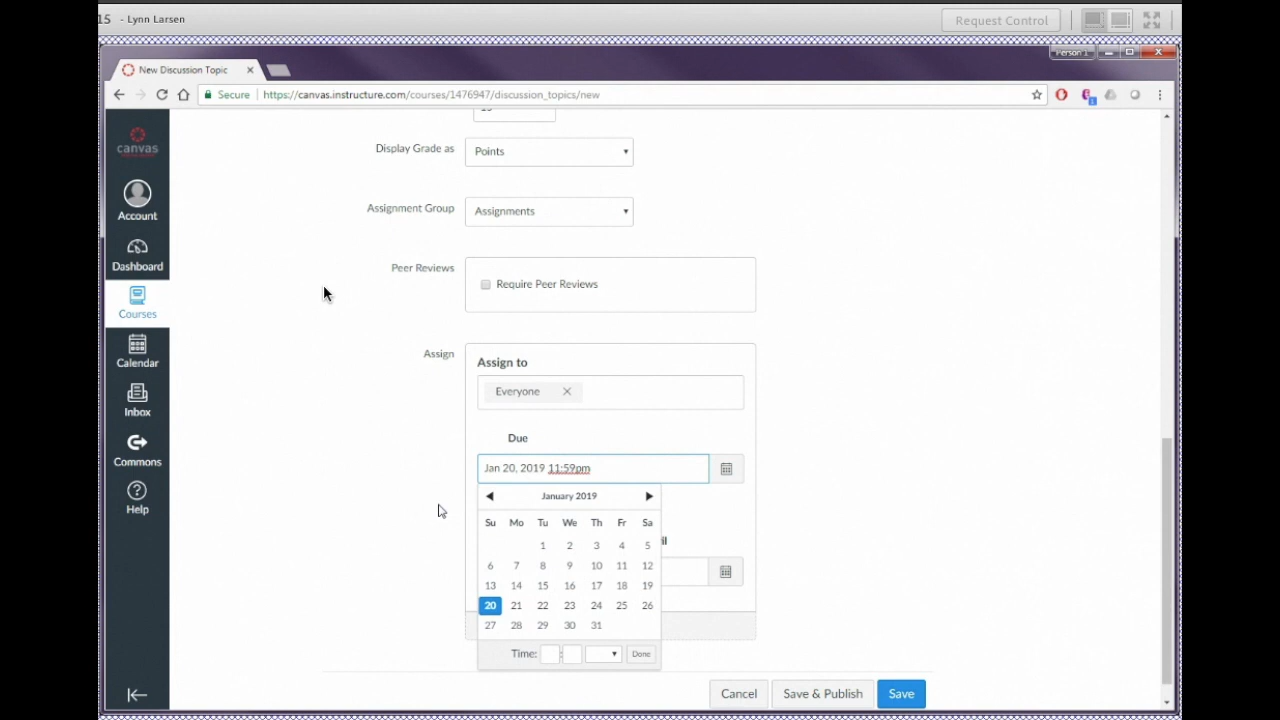 15 - Lynn Larsen
Request Control
New Discussion Topic
Person 1
Secure
https://canvas.instructure.com/courses/1476947/discussion_topics/new
canvas
Account
Dashboard
Courses
Calendar
Inbox
Commons
Help
Display Grade as
Points
Assignment Group
Assignments
Peer Reviews
Require Peer Reviews
Assign
Assign to
Everyone
Due
Jan 20, 2019 11:59pm
January 2019
Su Mo Tu We Th Fr Sa
1 2 3 4 5
6 7 8 9 10 11 12
13 14 15 16 17 18 19
20 21 22 23 24 25 26
27 28 29 30 31
Time: : Done
Cancel
Save & Publish
Save